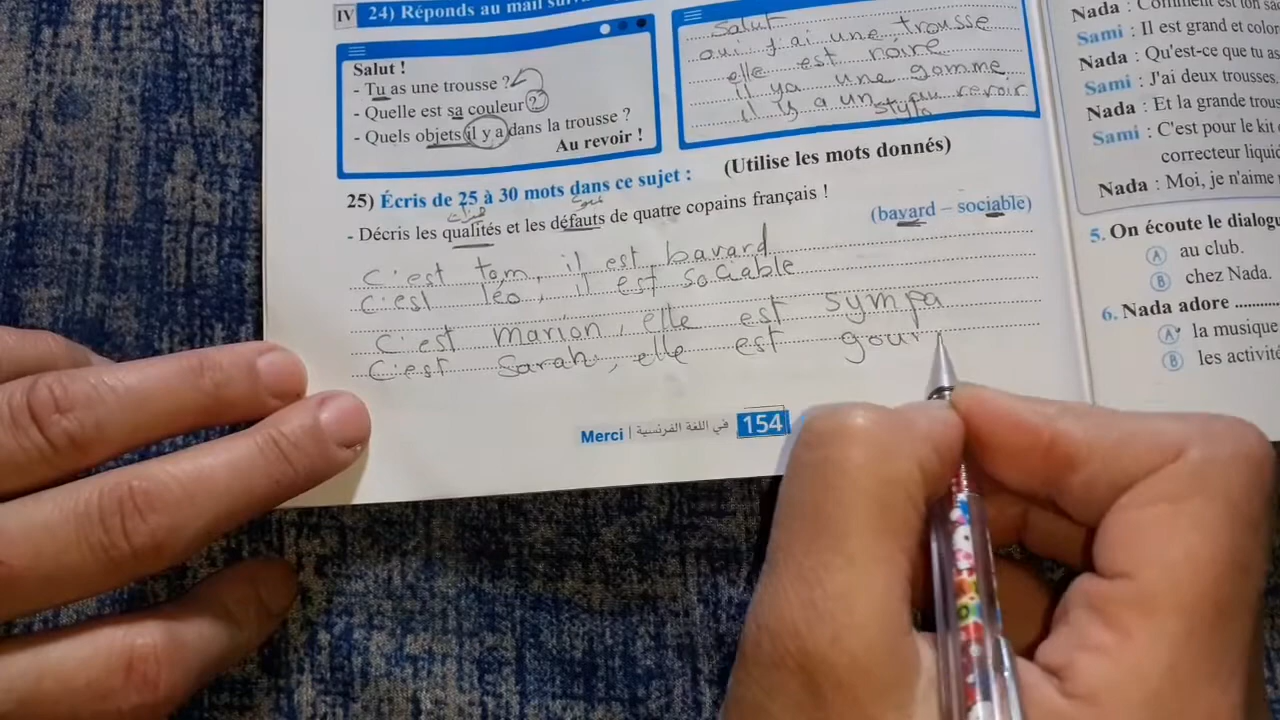 IV 24) Réponds au mail
Salut !
- Tu as une trousse ?
- Quelle est sa couleur ?
- Quels objets il y a dans la trousse ?
Au revoir !
Salut
oui j'ai une trousse
elle est noire
il ya une gomme
il y a un stylo au revoir
25) Écris de 25 à 30 mots dans ce sujet : (Utilise les mots donnés)
- Décris les qualités et les défauts de quatre copains français !
(bavard – sociable)
c'est tom, il est bavard
c'est léo, il est sociable
c'est marion, elle est sympa
c'est Sarah, elle est gour
Merci | في اللغة الفرنسية 154
Nada : Comment est ton
Sami : Il est grand et
Nada : Qu'est-ce que tu as
Sami : J'ai deux trousses.
Nada : Et la grande
Sami : C'est pour le kit
correcteur
Nada : Moi, je n'aime
5. On écoute le
A au club.
B chez Nada.
6. Nada adore
A la musique
B les